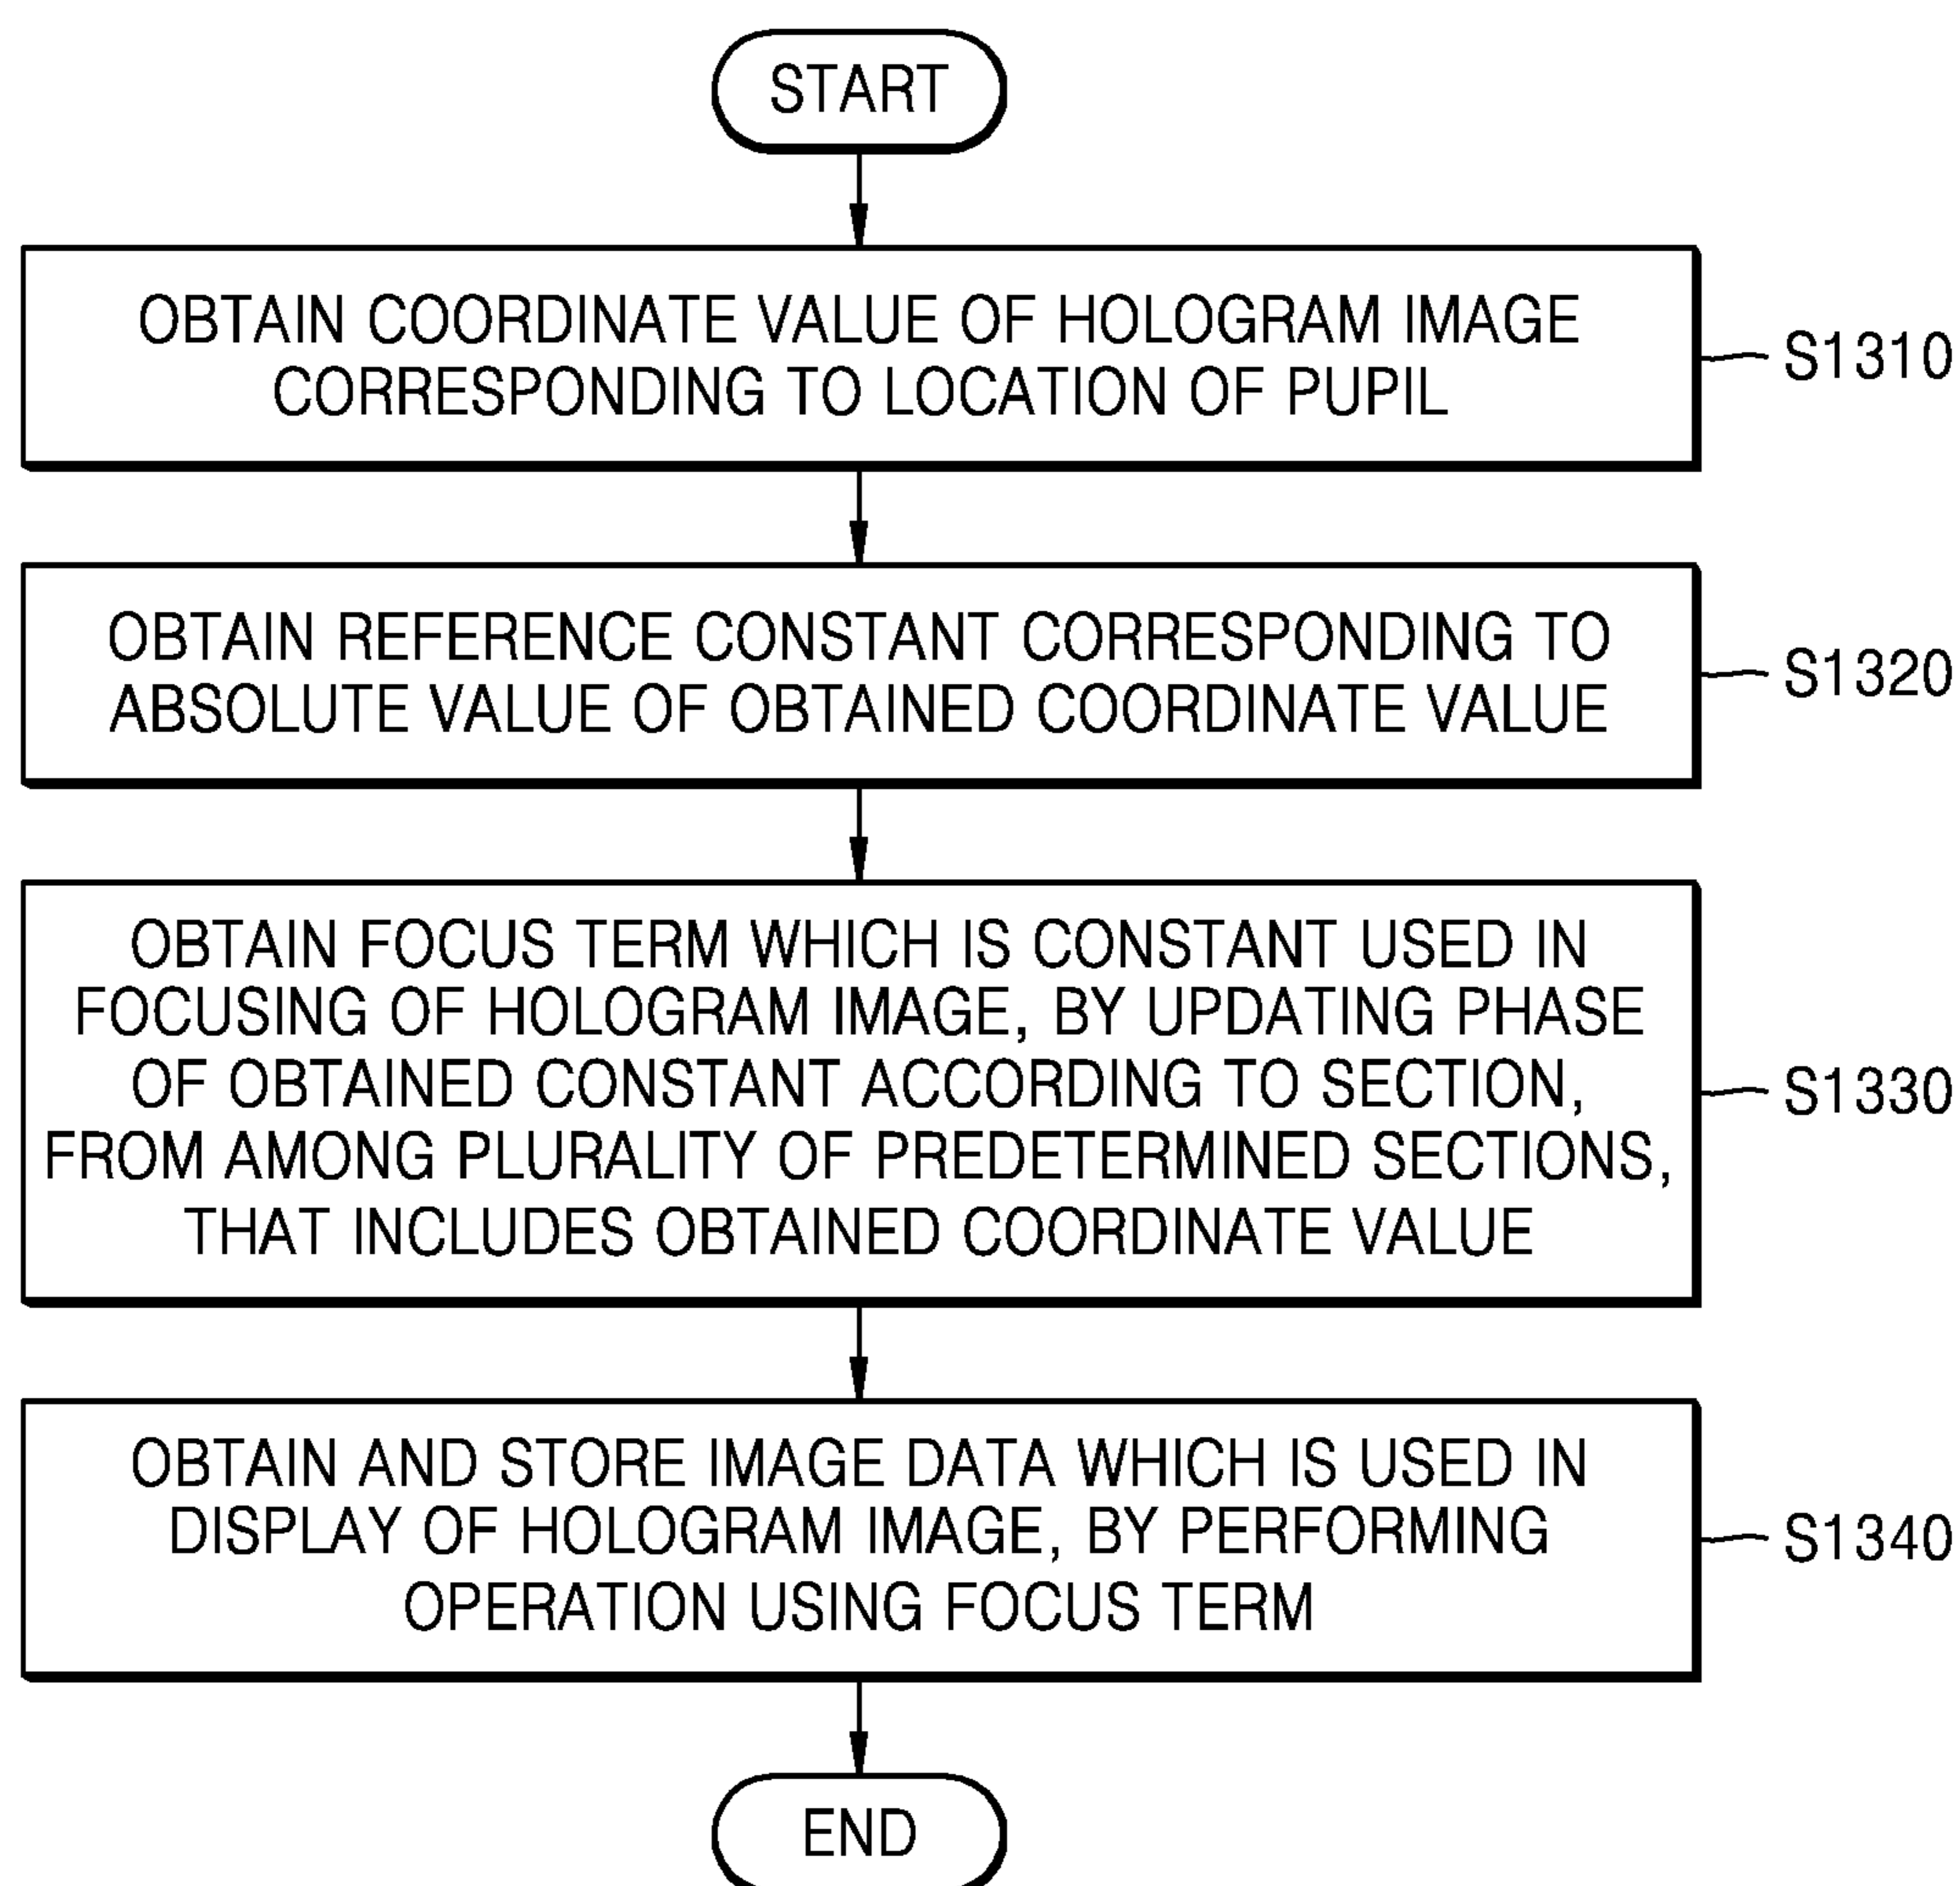 START
OBTAIN COORDINATE VALUE OF HOLOGRAM IMAGE
CORRESPONDING TO LOCATION OF PUPIL
S1310
OBTAIN REFERENCE CONSTANT CORRESPONDING TO
ABSOLUTE VALUE OF OBTAINED COORDINATE VALUE
S1320
OBTAIN FOCUS TERM WHICH IS CONSTANT USED IN
FOCUSING OF HOLOGRAM IMAGE, BY UPDATING PHASE
OF OBTAINED CONSTANT ACCORDING TO SECTION,
FROM AMONG PLURALITY OF PREDETERMINED SECTIONS,
THAT INCLUDES OBTAINED COORDINATE VALUE
S1330
OBTAIN AND STORE IMAGE DATA WHICH IS USED IN
DISPLAY OF HOLOGRAM IMAGE, BY PERFORMING
OPERATION USING FOCUS TERM
S1340
END